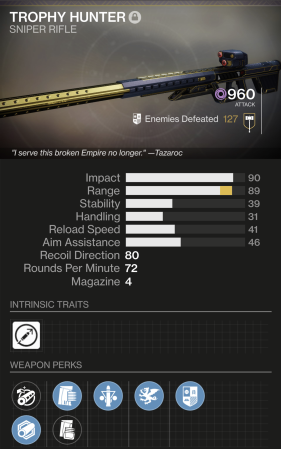 TROPHY HUNTER
SNIPER RIFLE
960
ATTACK
Enemies Defeated 127
"I serve this broken Empire no longer." —Tazaroc
Impact 90
Range 89
Stability 39
Handling 31
Reload Speed 41
Aim Assistance 46
Recoil Direction 80
Rounds Per Minute 72
Magazine 4
INTRINSIC TRAITS
WEAPON PERKS